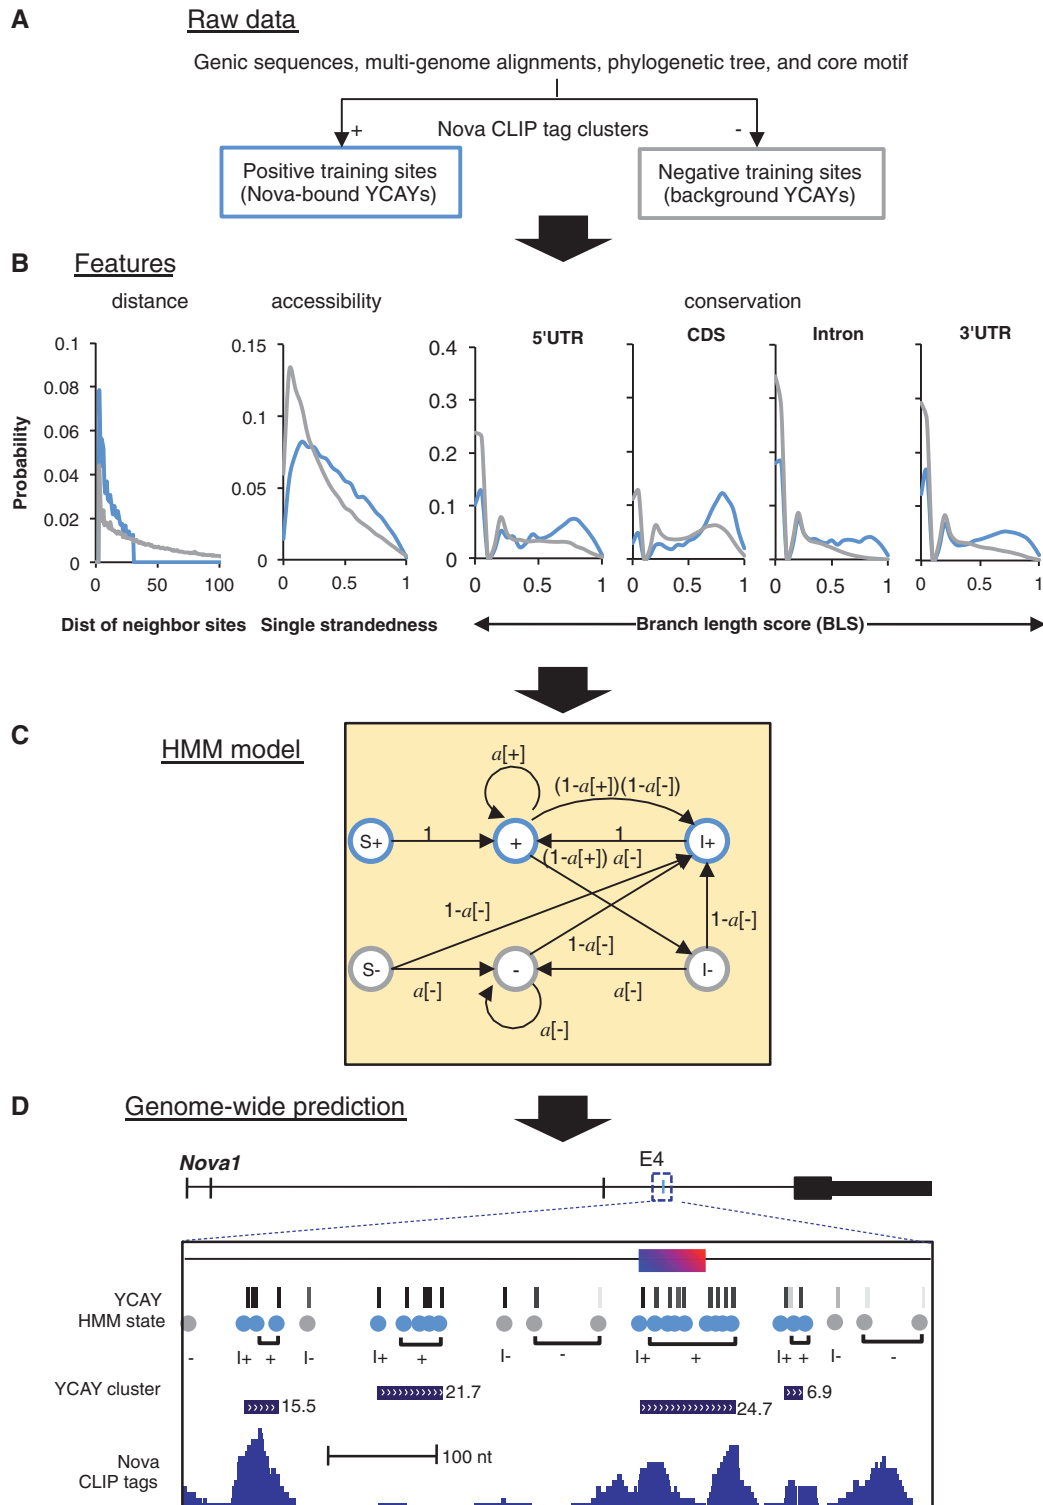 A
Raw data
Genic sequences, multi-genome alignments, phylogenetic tree, and core motif
+ Nova CLIP tag clusters -
Positive training sites
(Nova-bound YCAYs)
Negative training sites
(background YCAYs)
B
Features
distance
accessibility
conservation
5'UTR
CDS
Intron
3'UTR
Probability
0.1
0.08
0.06
0.04
0.02
0
0 50 100
Dist of neighbor sites
0.15
0.1
0.05
0
0 0.5 1
Single strandedness
0.4
0.3
0.2
0.1
0
0 0.5 1
0 0.5 1
0 1
0 0.5 1
Branch length score (BLS)
C
HMM model
a[+]
(1-a[+])(1-a[-])
S+
1
+
1
I+
(1-a[+]) a[-]
1-a[-]
1-a[-]
1-a[-]
S-
-
I-
a[-]
a[-]
a[-]
D
Genome-wide prediction
Nova1
E4
YCAY
HMM state
- I+ + I- I+ + I- - I+ + I+ + I- -
YCAY cluster
15.5
21.7
24.7
6.9
Nova
CLIP tags
100 nt